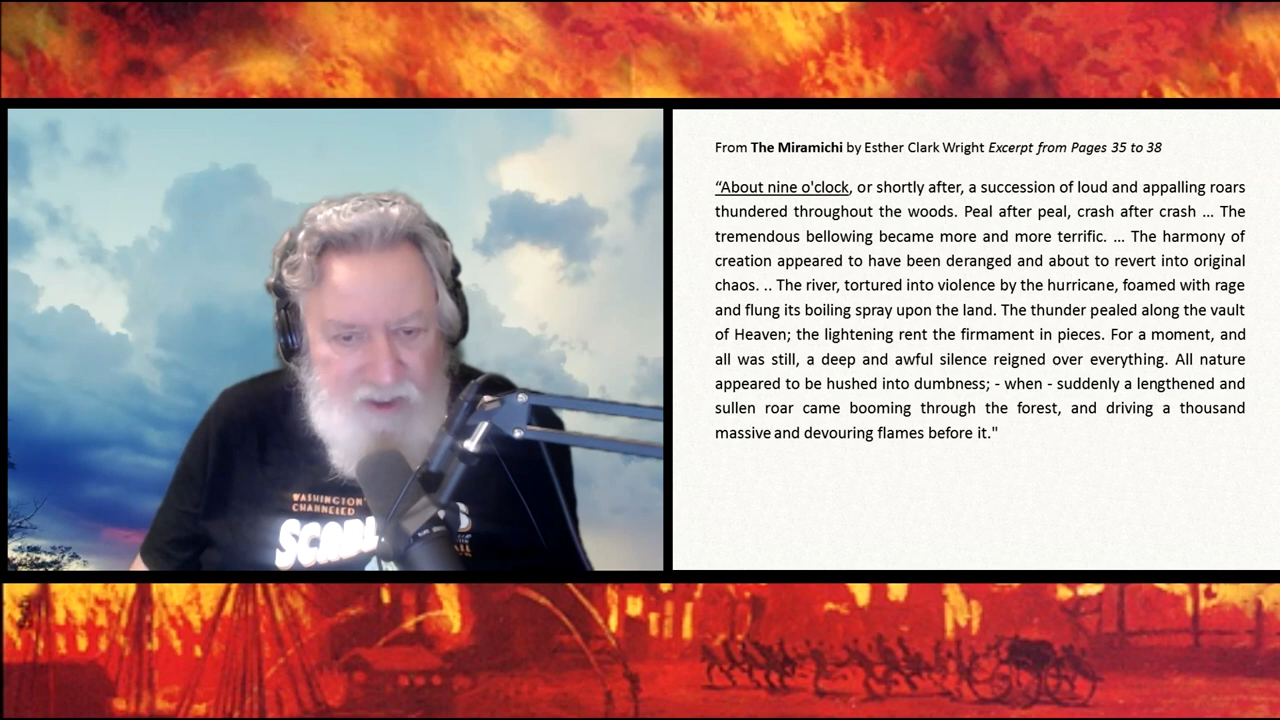 From The Miramichi by Esther Clark Wright Excerpt from Pages 35 to 38
“About nine o'clock, or shortly after, a succession of loud and appalling roars
thundered throughout the woods. Peal after peal, crash after crash ... The
tremendous bellowing became more and more terrific. ... The harmony of
creation appeared to have been deranged and about to revert into original
chaos. .. The river, tortured into violence by the hurricane, foamed with rage
and flung its boiling spray upon the land. The thunder pealed along the vault
of Heaven; the lightening rent the firmament in pieces. For a moment, and
all was still, a deep and awful silence reigned over everything. All nature
appeared to be hushed into dumbness; - when - suddenly a lengthened and
sullen roar came booming through the forest, and driving a thousand
massive and devouring flames before it."
WASHINGTON'
CHANNELED